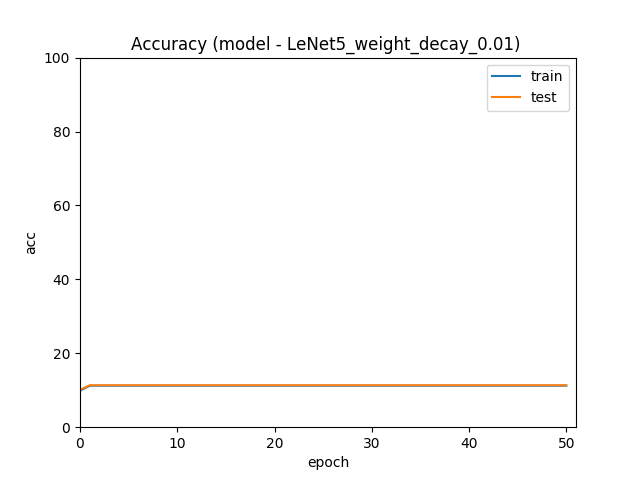 Accuracy (model - LeNet5_weight_decay_0.01)
100
80
60
40
20
0
acc
train
test
0 10 20 30 40 50
epoch